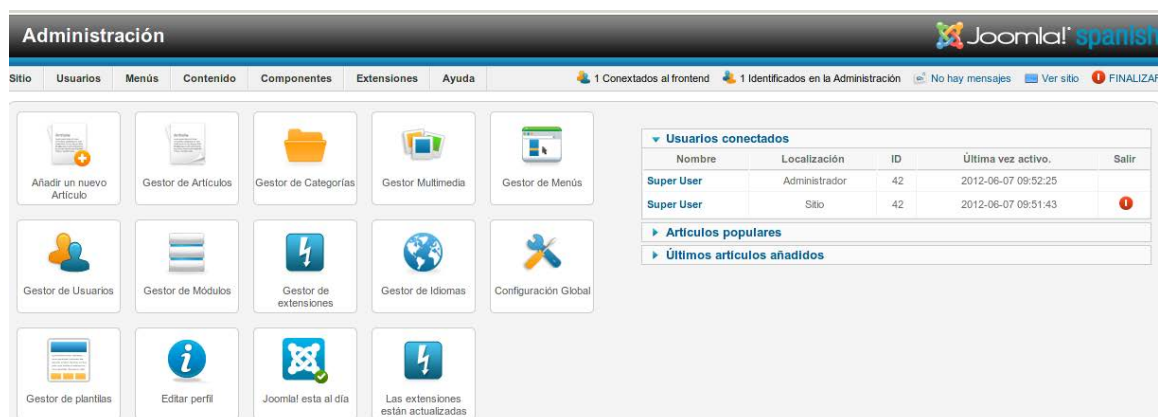 Administración
Joomla! spanish
Sitio Usuarios Menús Contenido Componentes Extensiones Ayuda
1 Conectados al frontend 1 Identificados en la Administración No hay mensajes Ver sitio FINALIZAR
Añadir un nuevo
Artículo
Gestor de Artículos
Gestor de Categorías
Gestor Multimedia
Gestor de Menús
Gestor de Usuarios
Gestor de Módulos
Gestor de
extensiones
Gestor de Idiomas
Configuración Global
Gestor de plantilas
Editar perfil
Joomla! esta al día
Las extensiones
están actualizadas
Usuarios conectados
Nombre Localización ID Última vez activo. Salir
Super User Administrador 42 2012-06-07 09:52:25
Super User Sitio 42 2012-06-07 09:51:43
Artículos populares
Últimos artículos añadidos